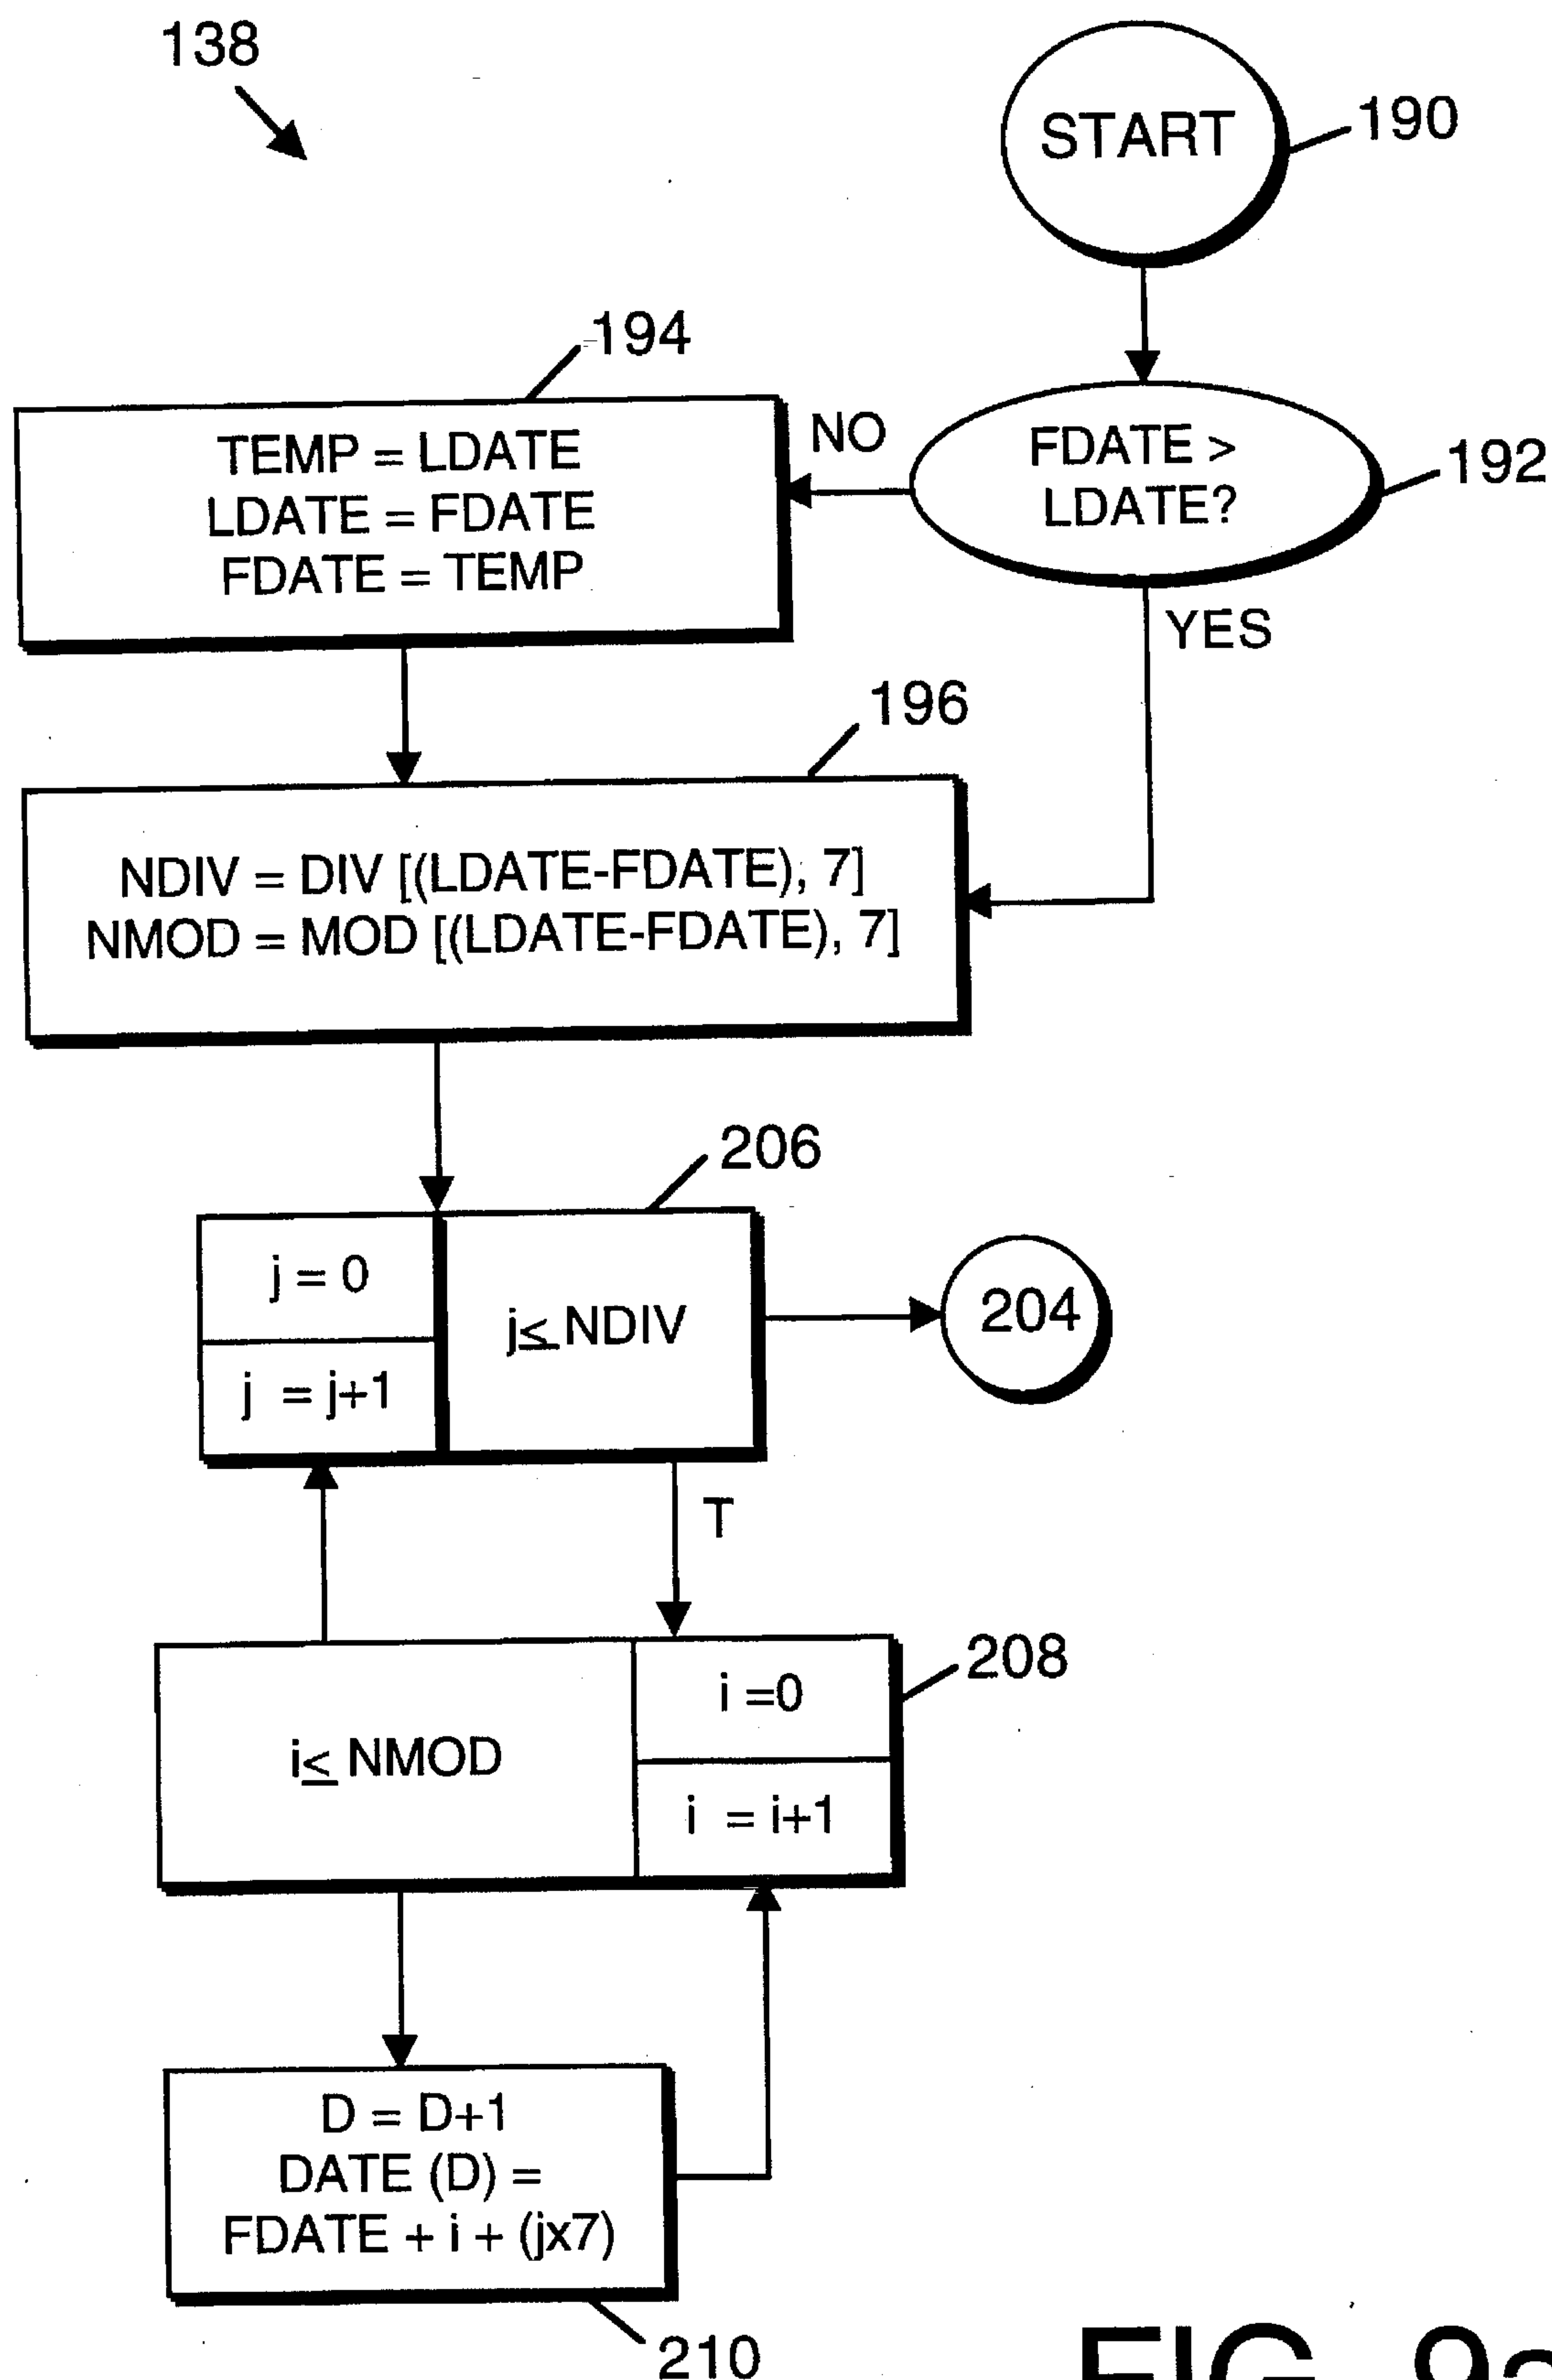 138
START
190
194
TEMP = LDATE
LDATE = FDATE
FDATE = TEMP
NO
FDATE >
LDATE?
192
YES
196
NDIV = DIV [(LDATE-FDATE), 7]
NMOD = MOD [(LDATE-FDATE), 7]
206
j = 0
j = j+1
j≤ NDIV
204
T
208
i≤ NMOD
i =0
i = i+1
D = D+1
DATE (D) =
FDATE + i + (jx7)
210
FIG.